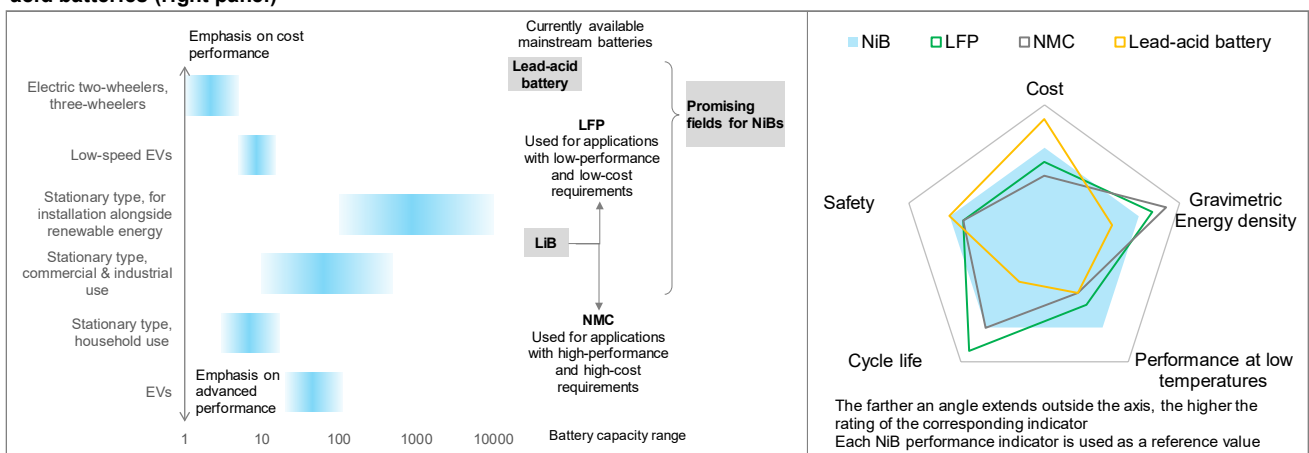 acid batteries (right panel)
Emphasis on cost
performance
Electric two-wheelers,
three-wheelers
Low-speed EVs
Stationary type, for
installation alongside
renewable energy
Stationary type,
commercial & industrial
use
Stationary type,
household use
EVs
Emphasis on
advanced
performance
1
10
100
1000
10000
Battery capacity range
Currently available
mainstream batteries
Lead-acid
battery
LFP
Used for applications
with low-performance
and low-cost
requirements
LiB
NMC
Used for applications
with high-performance
and high-cost
requirements
Promising
fields for NiBs
NiB
LFP
NMC
Lead-acid battery
Cost
Safety
Gravimetric
Energy density
Cycle life
Performance at low
temperatures
The farther an angle extends outside the axis, the higher the
rating of the corresponding indicator
Each NiB performance indicator is used as a reference value